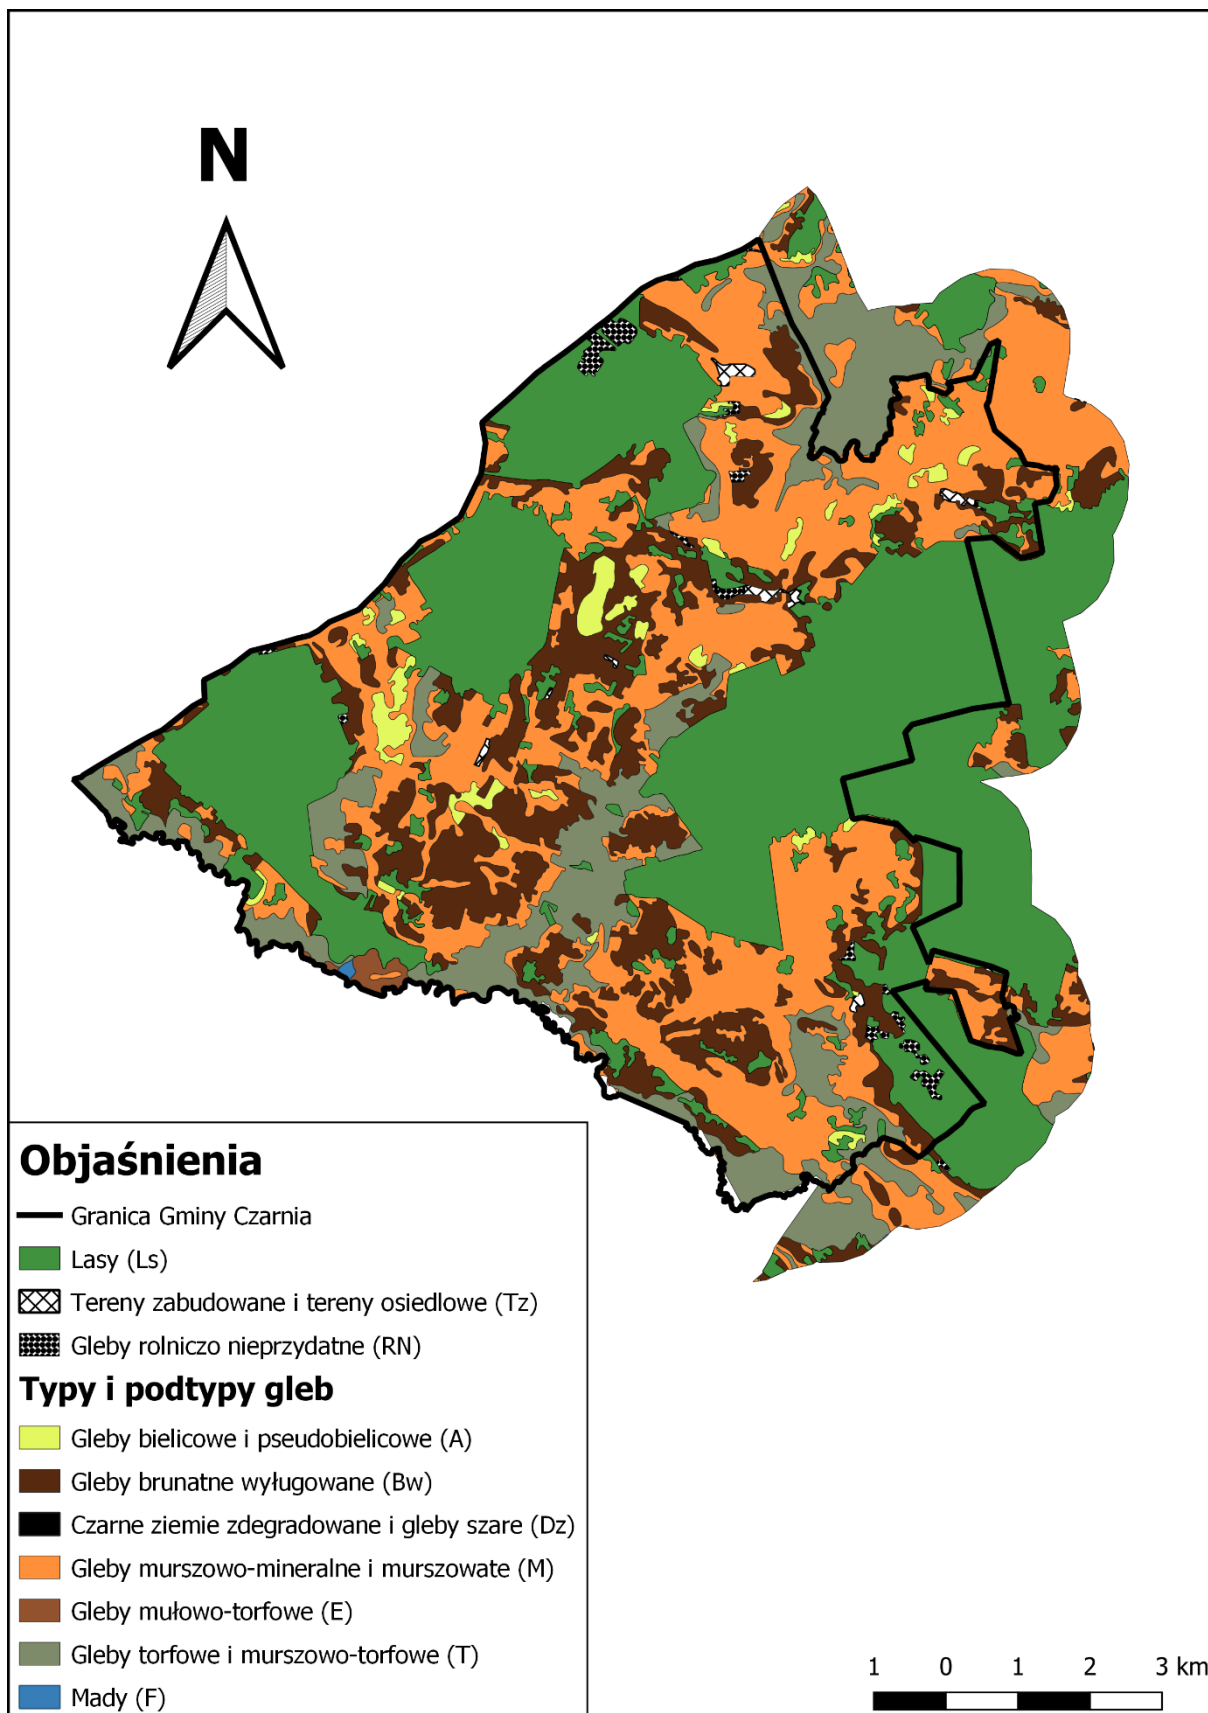 N
Objaśnienia
Granica Gminy Czarnia
Lasy (Ls)
Tereny zabudowane i tereny osiedlowe (Tz)
Gleby rolniczo nieprzydatne (RN)
Typy i podtypy gleb
Gleby bielicowe i pseudobielicowe (A)
Gleby brunatne wyługowane (Bw)
Czarne ziemie zdegradowane i gleby szare (Dz)
Gleby murszowo-mineralne i murszowate (M)
Gleby mułowo-torfowe (E)
Gleby torfowe i murszowo-torfowe (T)
Mady (F)
1 0 1 2 3 km